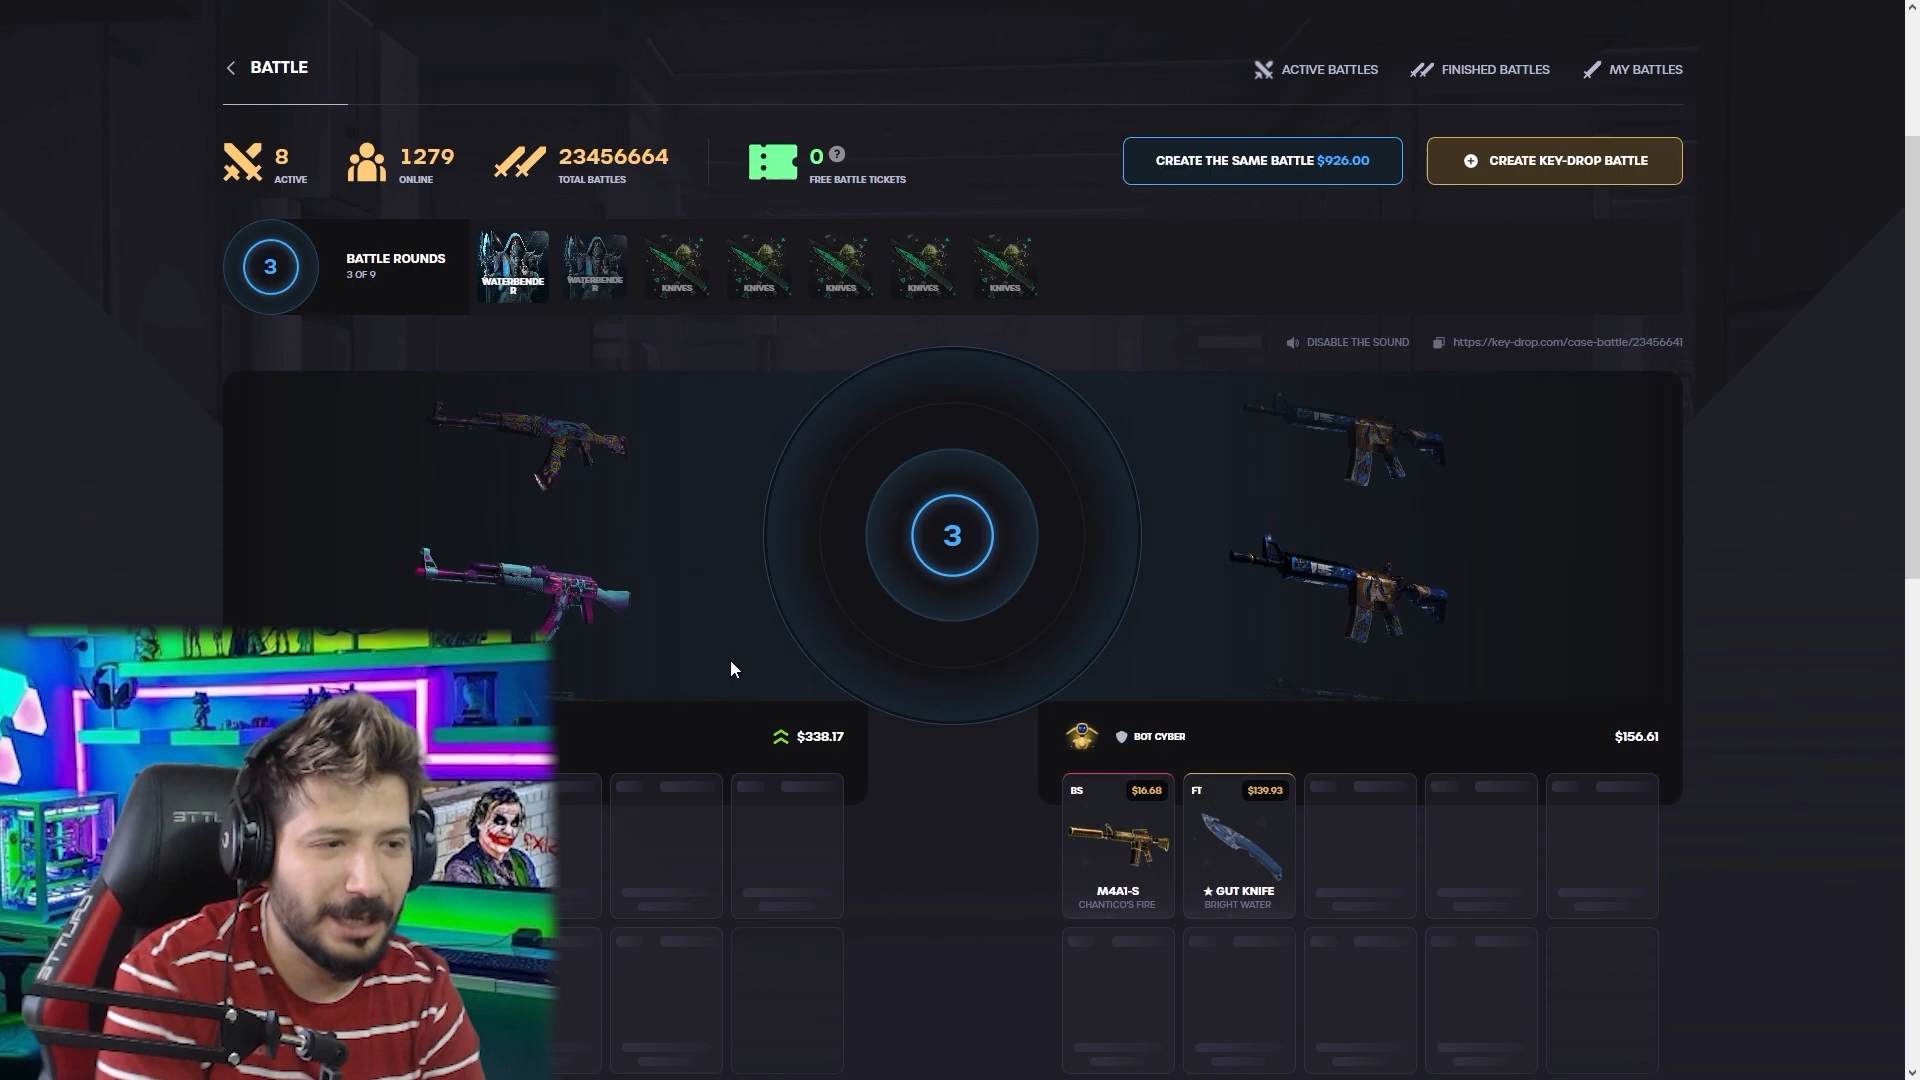 BATTLE
ACTIVE BATTLES
FINISHED BATTLES
MY BATTLES
8
ACTIVE
1279
ONLINE
23456664
TOTAL BATTLES
0 ?
FREE BATTLE TICKETS
CREATE THE SAME BATTLE $926.00
CREATE KEY-DROP BATTLE
3
BATTLE ROUNDS
3 OF 9
WATERBENDE
R
WATERBENDE
R
KNIVES
KNIVES
KNIVES
KNIVES
KNIVES
DISABLE THE SOUND
https://key-drop.com/case-battle/23456641
3
$338.17
BOT CYBER
$156.61
BS
$16.68
M4A1-S
CHANTICO'S FIRE
FT
$139.93
★ GUT KNIFE
BRIGHT WATER